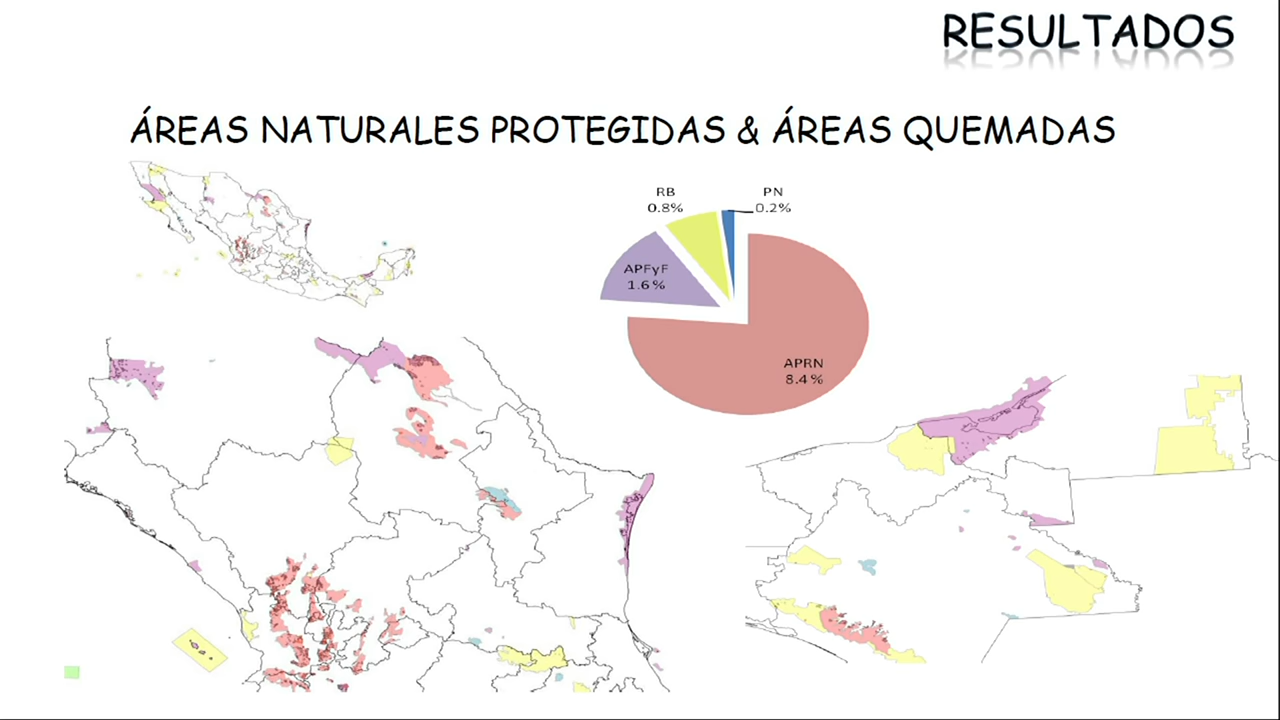 RESULTADOS
ÁREAS NATURALES PROTEGIDAS & ÁREAS QUEMADAS
RB
0.8%
PN
0.2%
APFyF
1.6 %
APRN
8.4 %